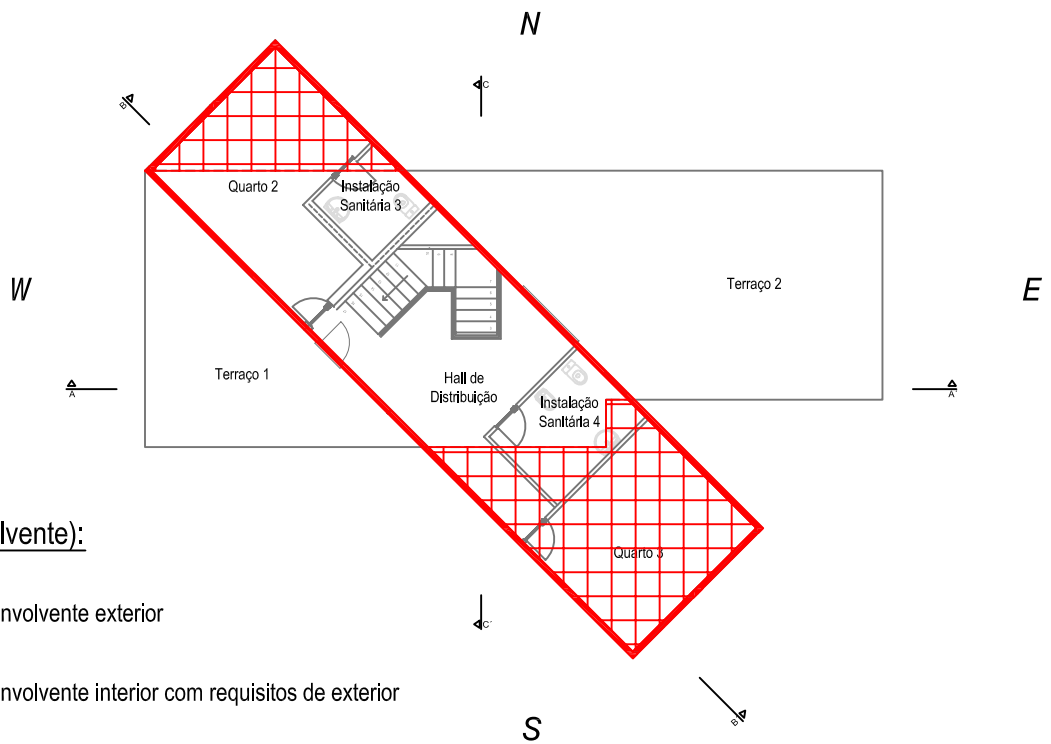 N
C
B
Quarto 2
Instalação
Sanitária 3
W
Terraço 2
E
Terraço 1
Hall de
Distribuição
A
A'
Instalação
Sanitária 4
lvente):
Quarto 3
nvolvente exterior
C'
nvolvente interior com requisitos de exterior
S
B'